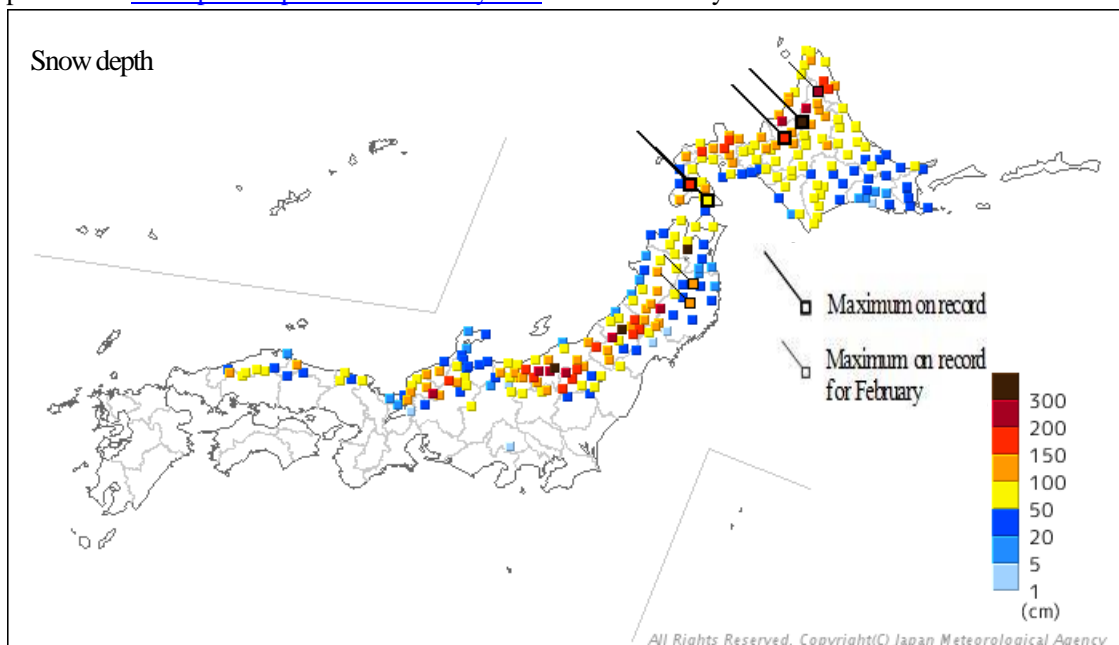 Snow depth
Maximum on record
Maximum on record
for February
300
200
150
100
50
20
5
1
(cm)
All Rights Reserved, Copyright(C) Japan Meteorological Agency